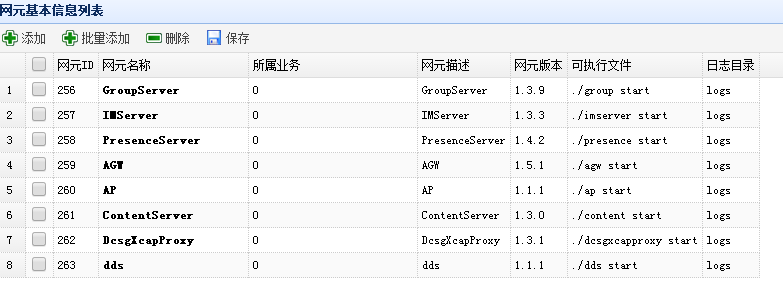 网元基本信息列表
添加 批量添加 删除 保存
网元ID 网元名称 所属业务 网元描述 网元版本 可执行文件 日志目录
1 256 GroupServer 0 GroupServer 1.3.9 ./group start logs
2 257 IMServer 0 IMServer 1.3.3 ./imserver start logs
3 258 PresenceServer 0 PresenceServer 1.4.2 ./presence start logs
4 259 AGW 0 AGW 1.5.1 ./agw start logs
5 260 AP 0 AP 1.1.1 ./ap start logs
6 261 ContentServer 0 ContentServer 1.3.0 ./content start logs
7 262 DcsgXcapProxy 0 DcsgXcapProxy 1.3.1 ./dcsgxcapproxy start logs
8 263 dds 0 dds 1.1.1 ./dds start logs